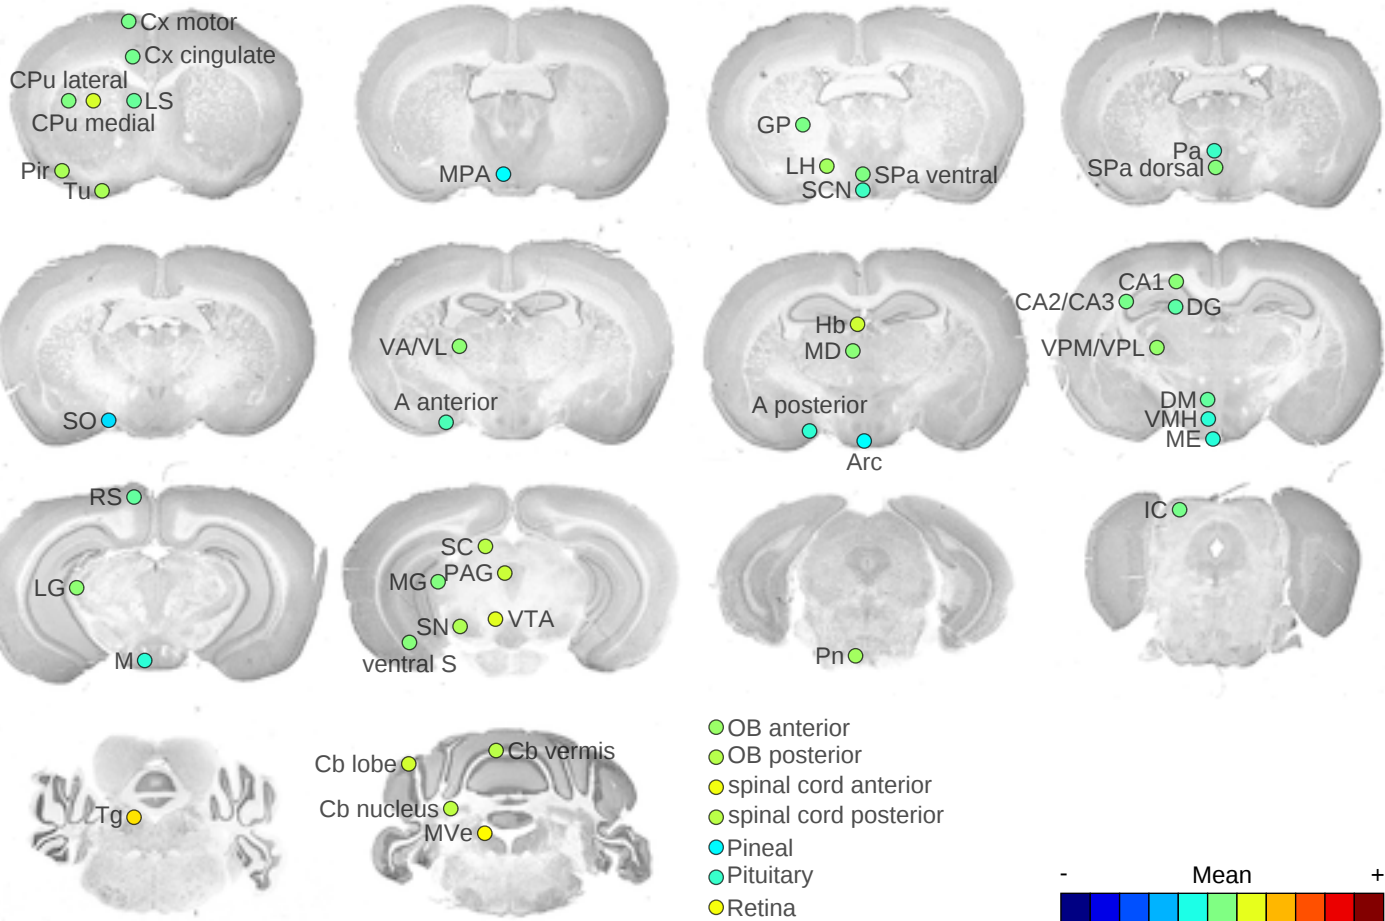 Cx motor
Cx cingulate
CPu lateral
LS
CPu medial
Pir
Tu
MPA
GP
LH
SPa ventral
SCN
Pa
SPa dorsal
SO
VA/VL
A anterior
Hb
MD
A posterior
Arc
CA1
CA2/CA3
DG
VPM/VPL
DM
VMH
ME
RS
LG
M
SC
MG
PAG
SN
VTA
ventral S
Pn
IC
Tg
Cb lobe
Cb vermis
Cb nucleus
MVe
OB anterior
OB posterior
spinal cord anterior
spinal cord posterior
Pineal
Pituitary
Retina
- Mean +